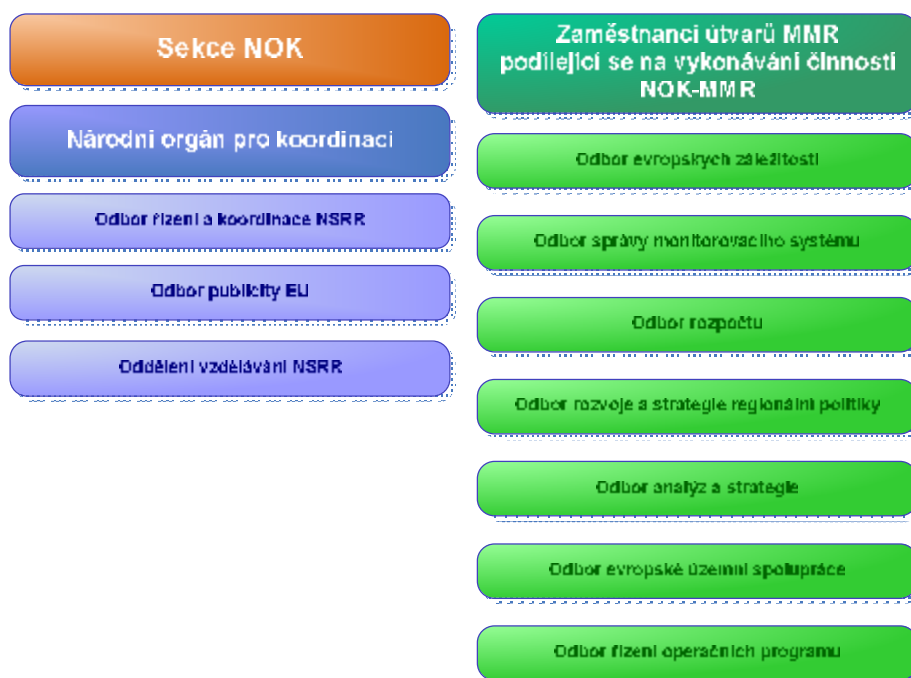 Sekce NOK
Národní orgán pro koordinaci
Odbor řízení a koordinace NSRR
Odbor publicity EU
Oddělení vzdělávání NSRR
Zaměstnanci útvarů MMR
podílející se na vykonávání činností
NOK-MMR
Odbor evropských záležitostí
Odbor správy monitorovacího systému
Odbor rozpočtu
Odbor rozvoje a strategie regionální politiky
Odbor analýz a strategie
Odbor evropské územní spolupráce
Odbor řízení operačních programu